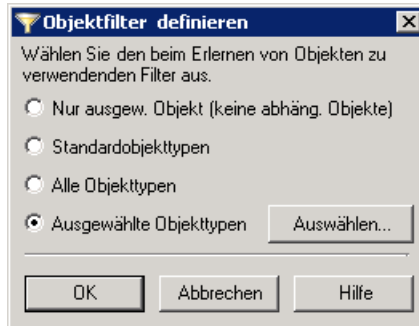 Objektfilter definieren
Wählen Sie den beim Erlernen von Objekten zu
verwendenden Filter aus.
Nur ausgew. Objekt (keine abhäng. Objekte)
Standardobjekttypen
Alle Objekttypen
Ausgewählte Objekttypen
Auswählen...
OK
Abbrechen
Hilfe